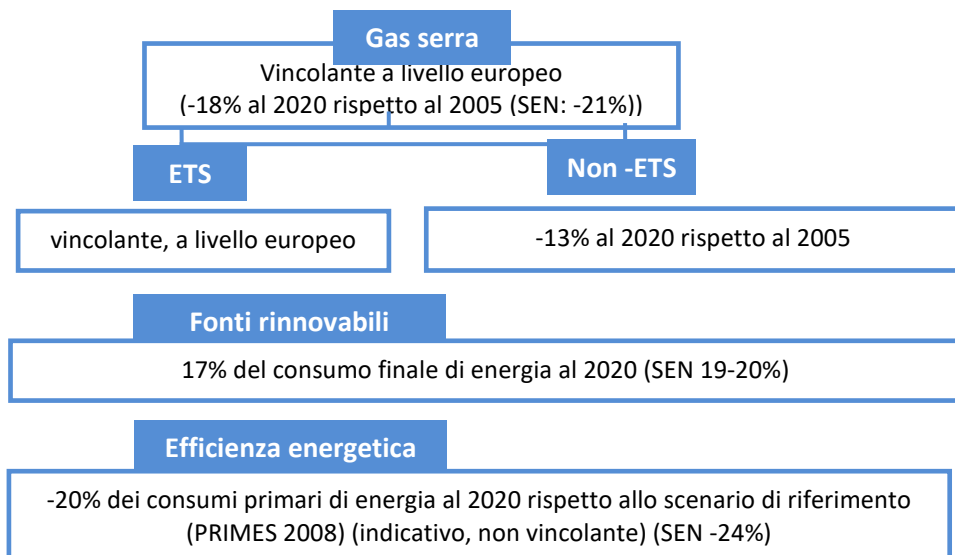 Gas serra
Vincolante a livello europeo
(-18% al 2020 rispetto al 2005 (SEN: -21%))
ETS
Non -ETS
vincolante, a livello europeo
-13% al 2020 rispetto al 2005
Fonti rinnovabili
17% del consumo finale di energia al 2020 (SEN 19-20%)
Efficienza energetica
-20% dei consumi primari di energia al 2020 rispetto allo scenario di riferimento
(PRIMES 2008) (indicativo, non vincolante) (SEN -24%)